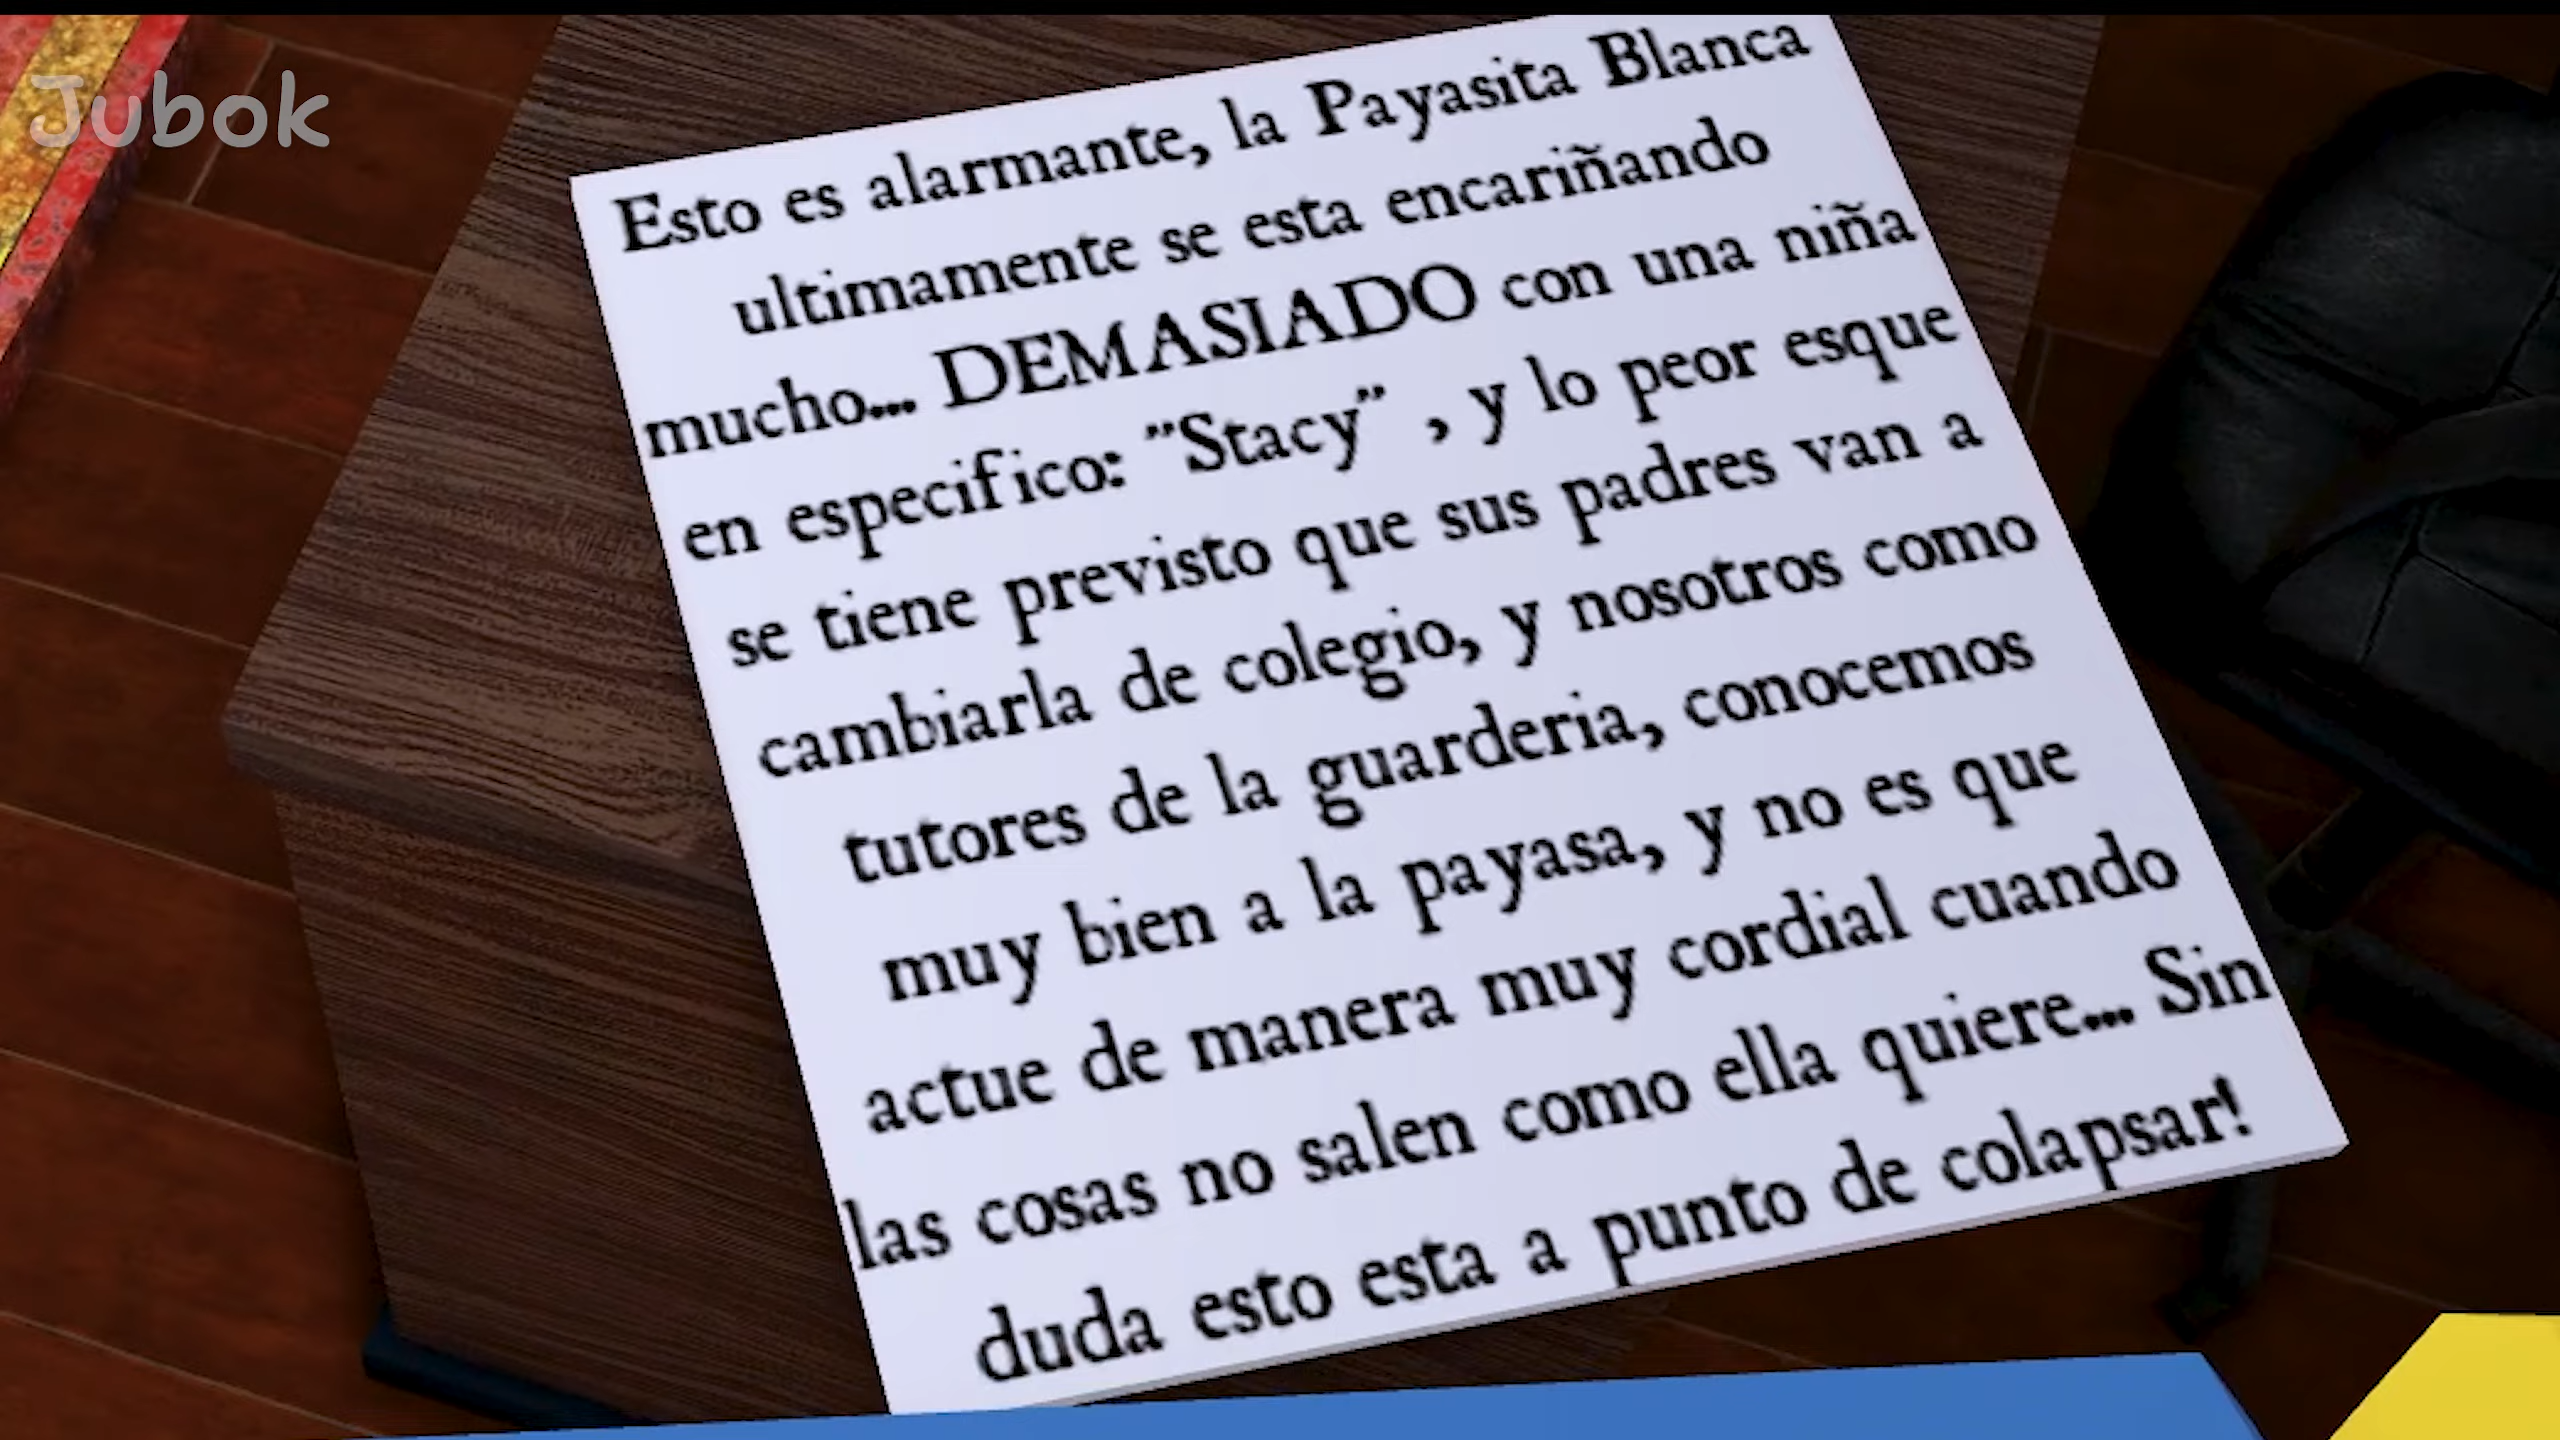 Jubok
Esto es alarmante, la Payasita Blanca
ultimamente se esta encariñando
mucho... DEMASIADO con una niña
en especifico: "Stacy" , y lo peor esque
se tiene previsto que sus padres van a
cambiarla de colegio, y nosotros como
tutores de la guarderia, conocemos
muy bien a la payasa, y no es que
actue de manera muy cordial cuando
las cosas no salen como ella quiere... Sin
duda esto esta a punto de colapsar!